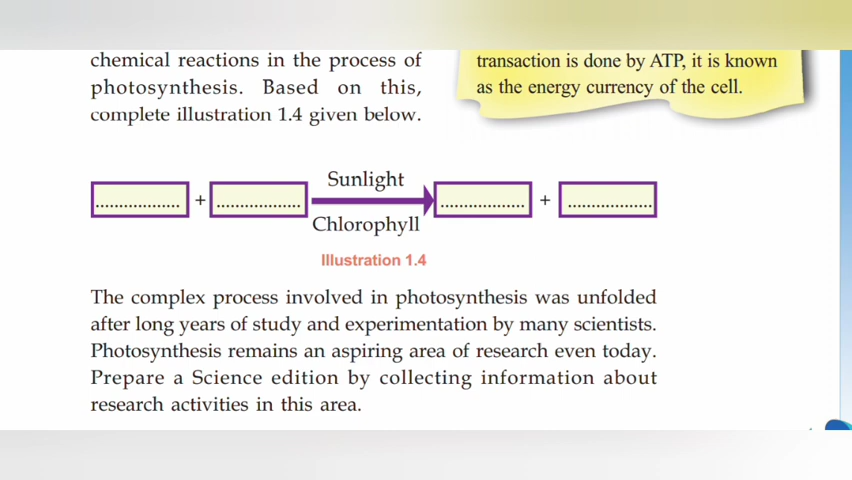 chemical reactions in the process of
photosynthesis. Based on this,
complete illustration 1.4 given below.
transaction is done by ATP, it is known
as the energy currency of the cell.
................. + ................. Sunlight ................. + .................
Chlorophyll
Illustration 1.4
The complex process involved in photosynthesis was unfolded
after long years of study and experimentation by many scientists.
Photosynthesis remains an aspiring area of research even today.
Prepare a Science edition by collecting information about
research activities in this area.